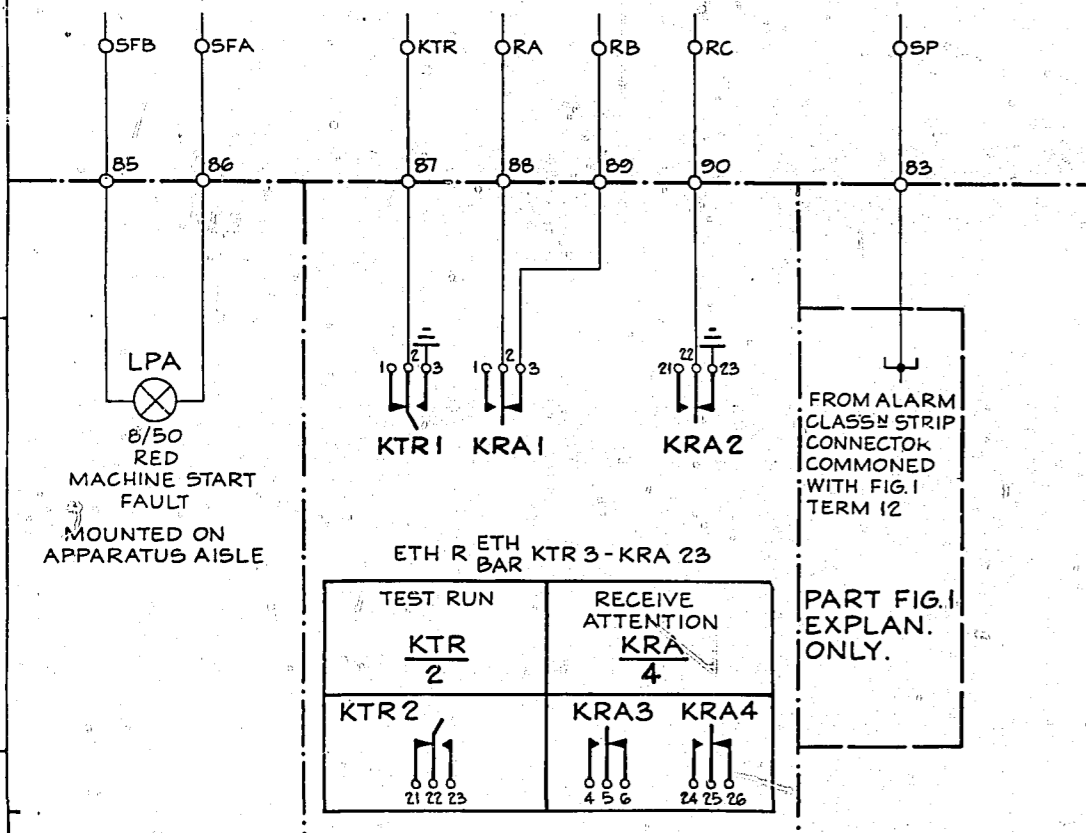 SFB SFA KTR RA RB RC SP
85 86 87 88 89 90 83
1 2 3 1 2 3 21 22 23
LPA
8/50
RED
MACHINE START
FAULT
MOUNTED ON
APPARATUS AISLE
KTR1 KRA1 KRA2
FROM ALARM
CLASSN STRIP
CONNECTOR
COMMONED
WITH FIG.1
TERM 12
ETH R ETH BAR KTR 3 - KRA 23
TEST RUN
KTR
2
RECEIVE
ATTENTION
KRA
4
PART FIG.1
EXPLAN.
ONLY.
KTR2
21 22 23
KRA3 KRA4
4 5 6 24 25 26